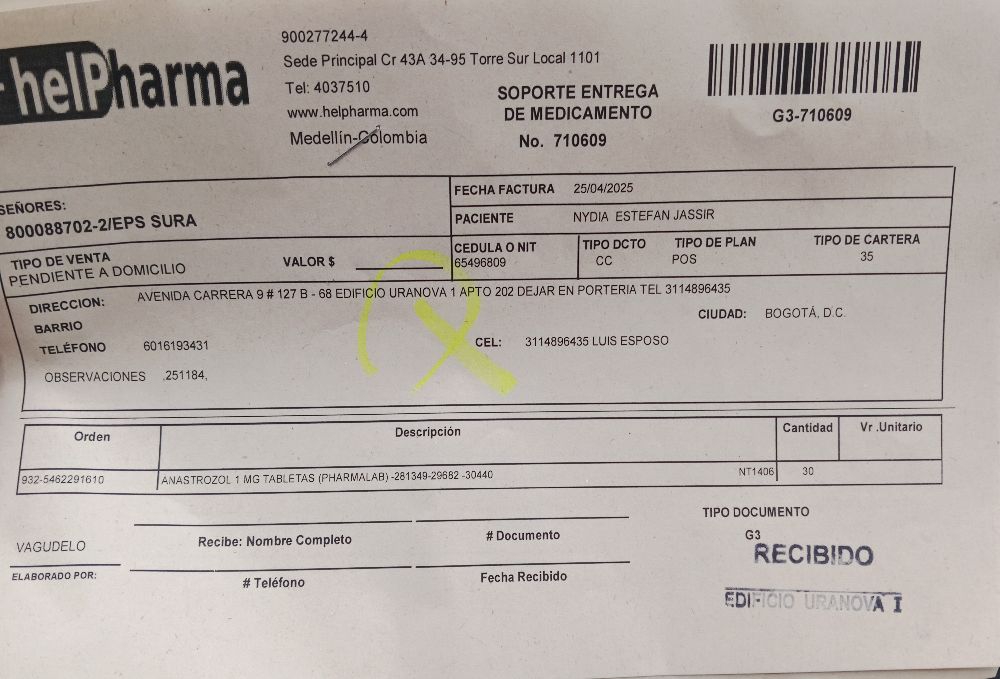 helPharma
900277244-4
Sede Principal Cr 43A 34-95 Torre Sur Local 1101
Tel: 4037510
www.helpharma.com
Medellín-Colombia
SOPORTE ENTREGA
DE MEDICAMENTO
No. 710609
G3-710609
SEÑORES:
800088702-2/EPS SURA
FECHA FACTURA 25/04/2025
PACIENTE NYDIA ESTEFAN JASSIR
TIPO DE VENTA
PENDIENTE A DOMICILIO
VALOR $
CEDULA O NIT
65496809
TIPO DCTO
CC
TIPO DE PLAN
POS
TIPO DE CARTERA
35
DIRECCION: AVENIDA CARRERA 9 # 127 B - 68 EDIFICIO URANOVA 1 APTO 202 DEJAR EN PORTERIA TEL 3114896435
BARRIO
CIUDAD: BOGOTÁ, D.C.
TELÉFONO 6016193431
CEL: 3114896435 LUIS ESPOSO
OBSERVACIONES .251184,
Orden Descripción Cantidad Vr .Unitario
932-5462291610 ANASTROZOL 1 MG TABLETAS (PHARMALAB) -281349-29682 -30440 NT1406 30
TIPO DOCUMENTO
G3
RECIBIDO
EDIFICIO URANOVA I
VAGUDELO
ELABORADO POR:
Recibe: Nombre Completo
# Documento
# Teléfono
Fecha Recibido